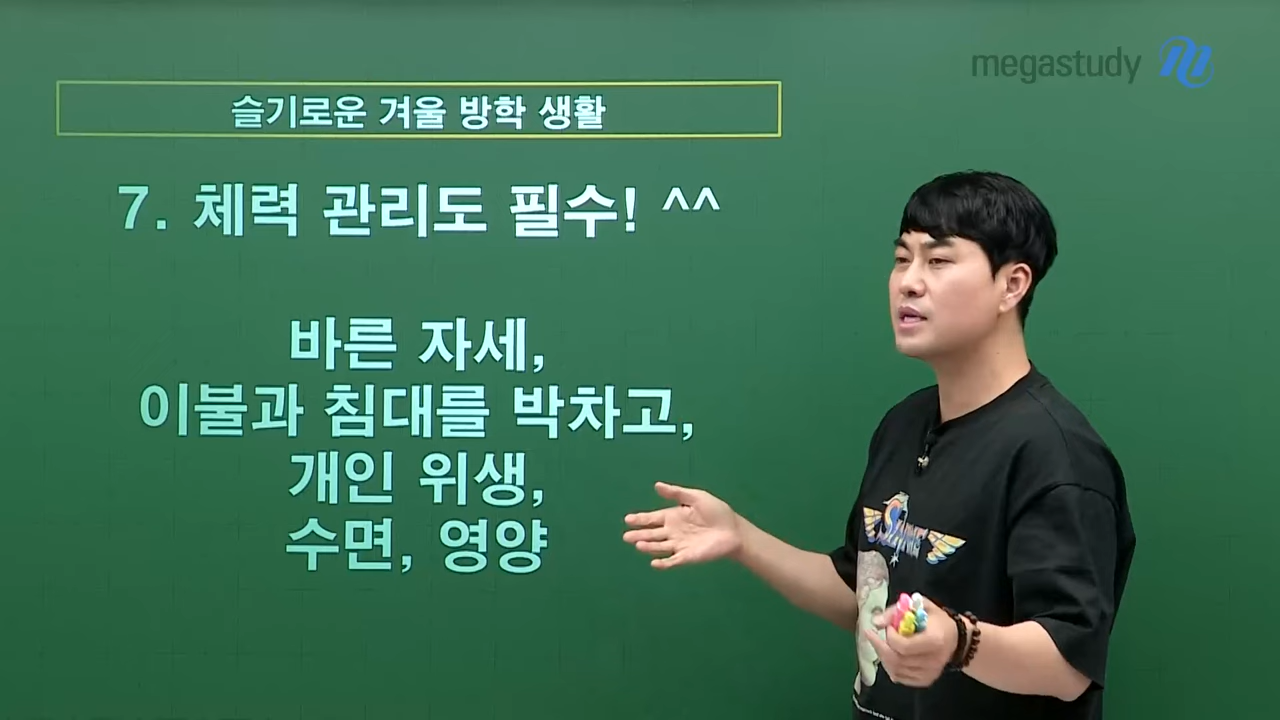 megastudy
슬기로운 겨울 방학 생활
7. 체력 관리도 필수! ^^
바른 자세,
이불과 침대를 박차고,
개인 위생,
수면, 영양